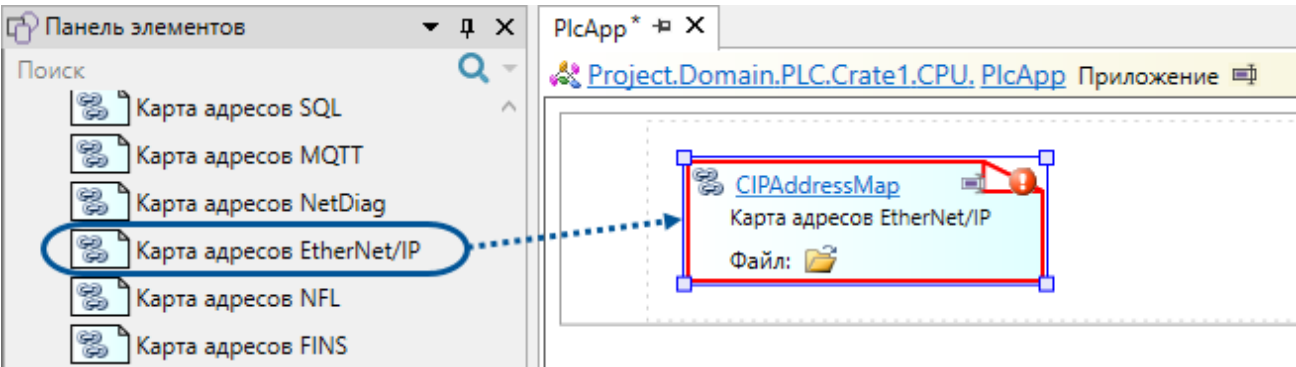 Панель элементов
Поиск
Карта адресов SQL
Карта адресов MQTT
Карта адресов NetDiag
Карта адресов EtherNet/IP
Карта адресов NFL
Карта адресов FINS
PlcApp*
Project.Domain.PLC.Crate1.CPU. PlcApp Приложение
CIPAddressMap
Карта адресов EtherNet/IP
Файл: